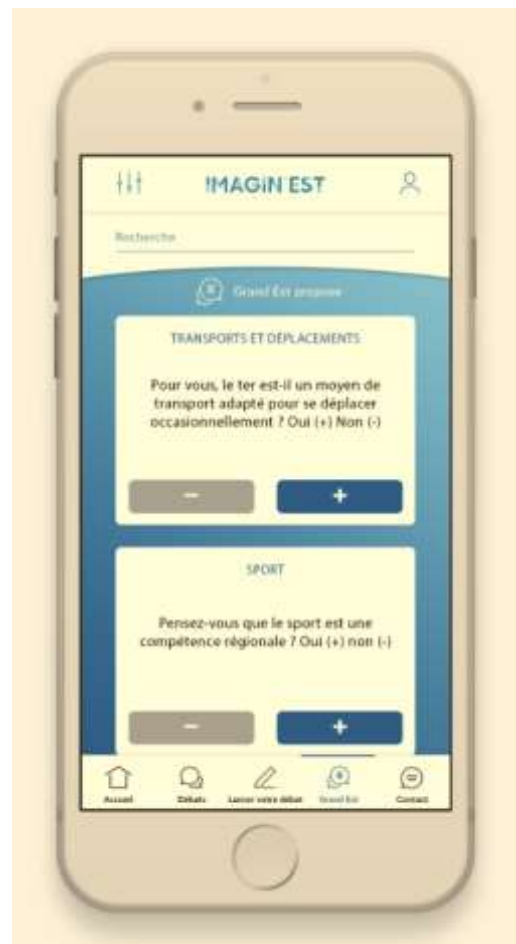 IMAGIN EST
Recherche
Grand Est propose
TRANSPORTS ET DÉPLACEMENTS
Pour vous, le ter est-il un moyen de
transport adapté pour se déplacer
occasionnellement ? Oui (+) Non (-)
− +
SPORT
Pensez-vous que le sport est une
compétence régionale ? Oui (+) non (-)
− +
Accueil Débats Lancer votre débat Grand Est Contact